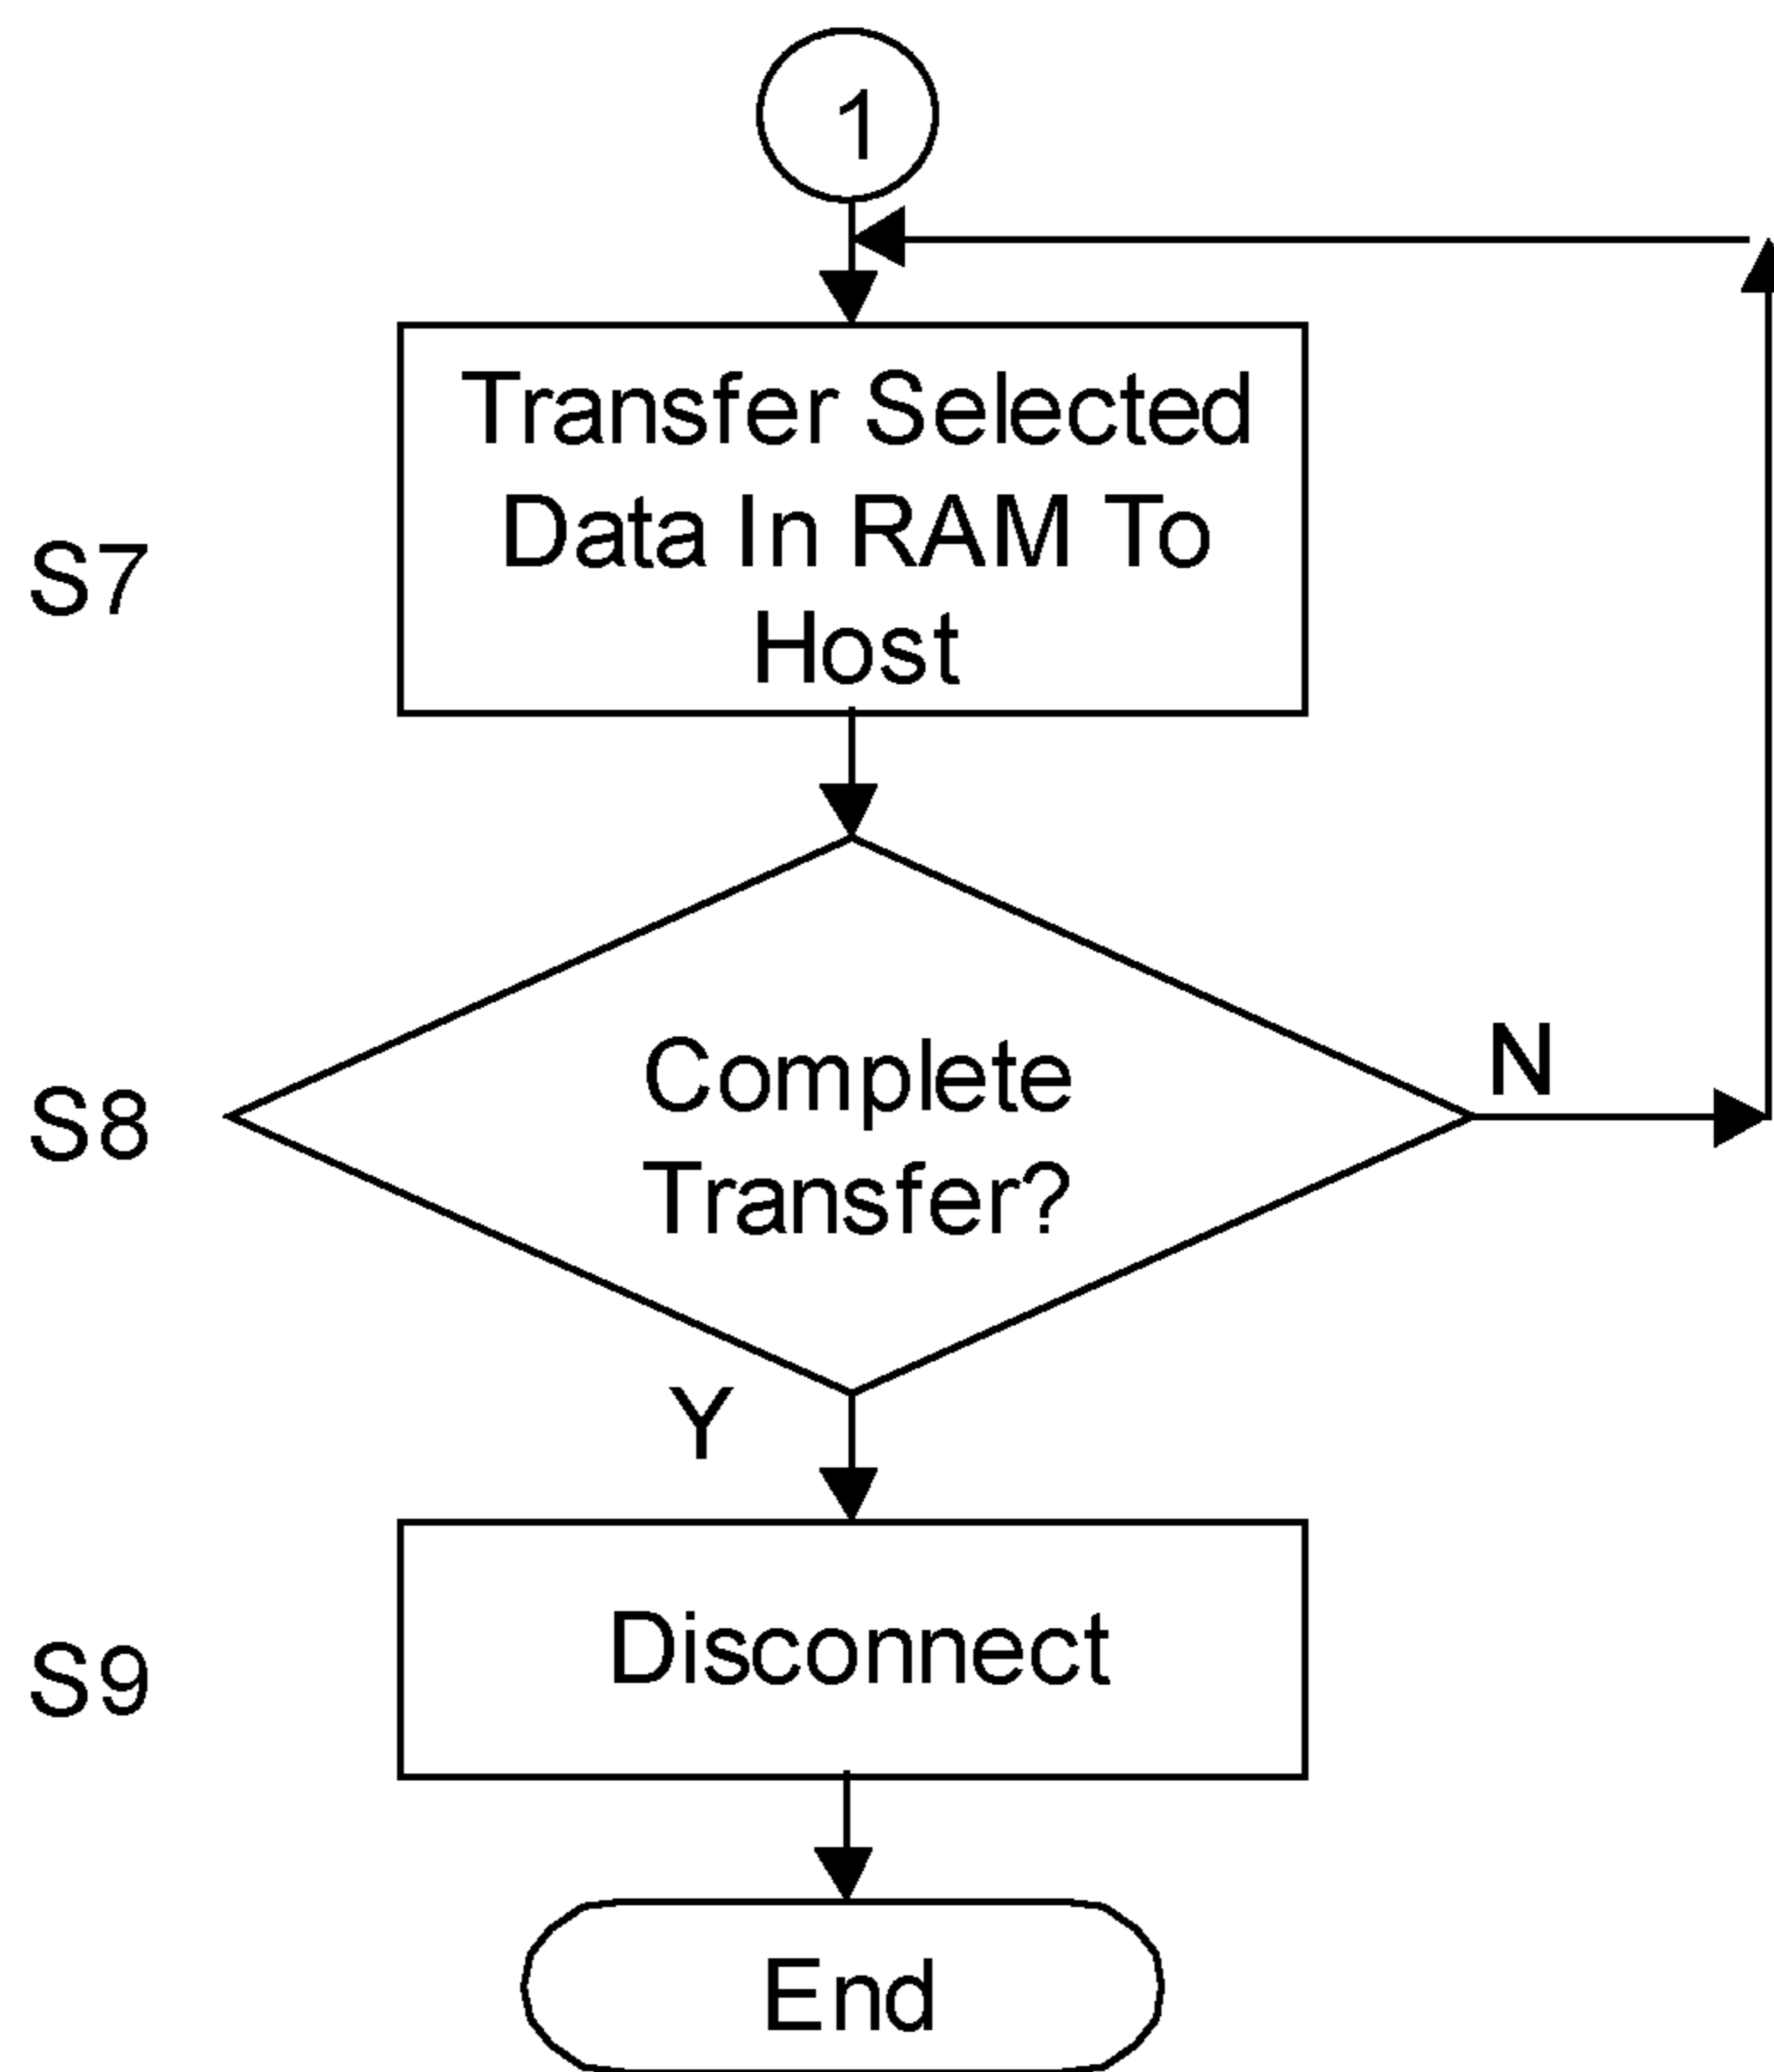 1
Transfer Selected
Data In RAM To
Host
S7
Complete
Transfer?
N
S8
Y
Disconnect
S9
End